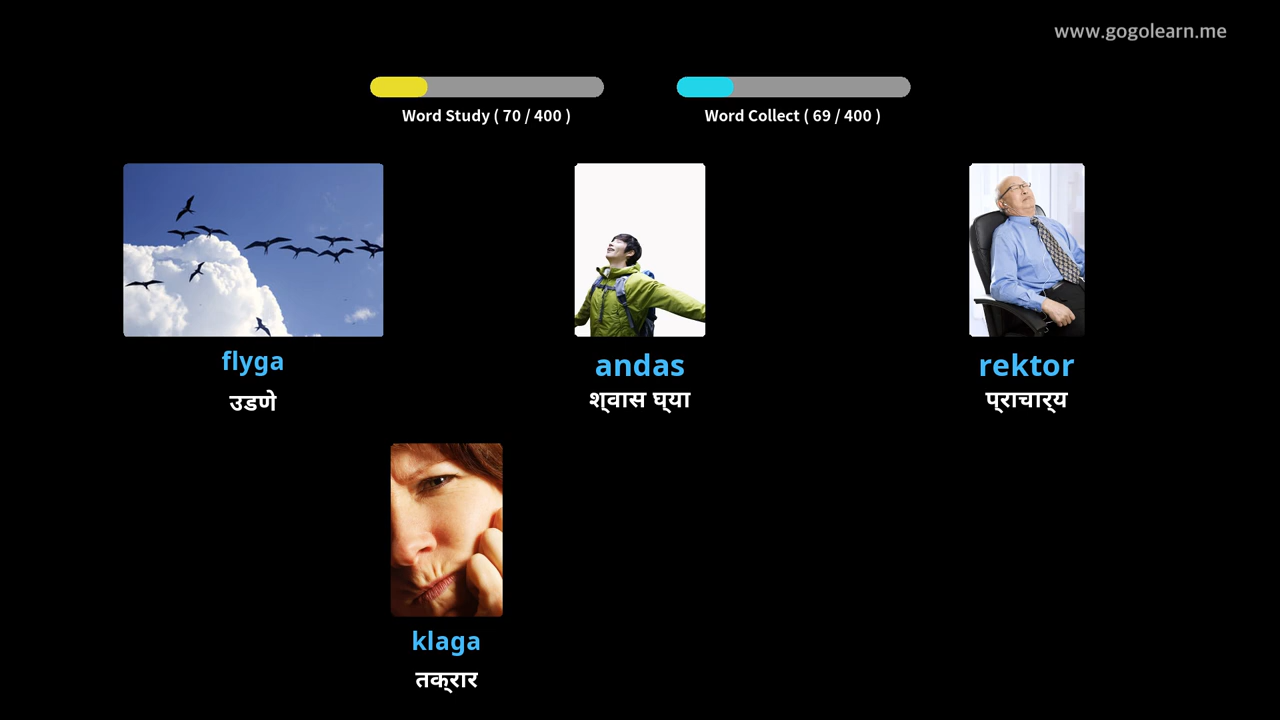 www.gogolearn.me
Word Study ( 70 / 400 )
Word Collect ( 69 / 400 )
flyga
उडणे
andas
श्वास घ्या
rektor
प्राचार्य
klaga
तक्रार